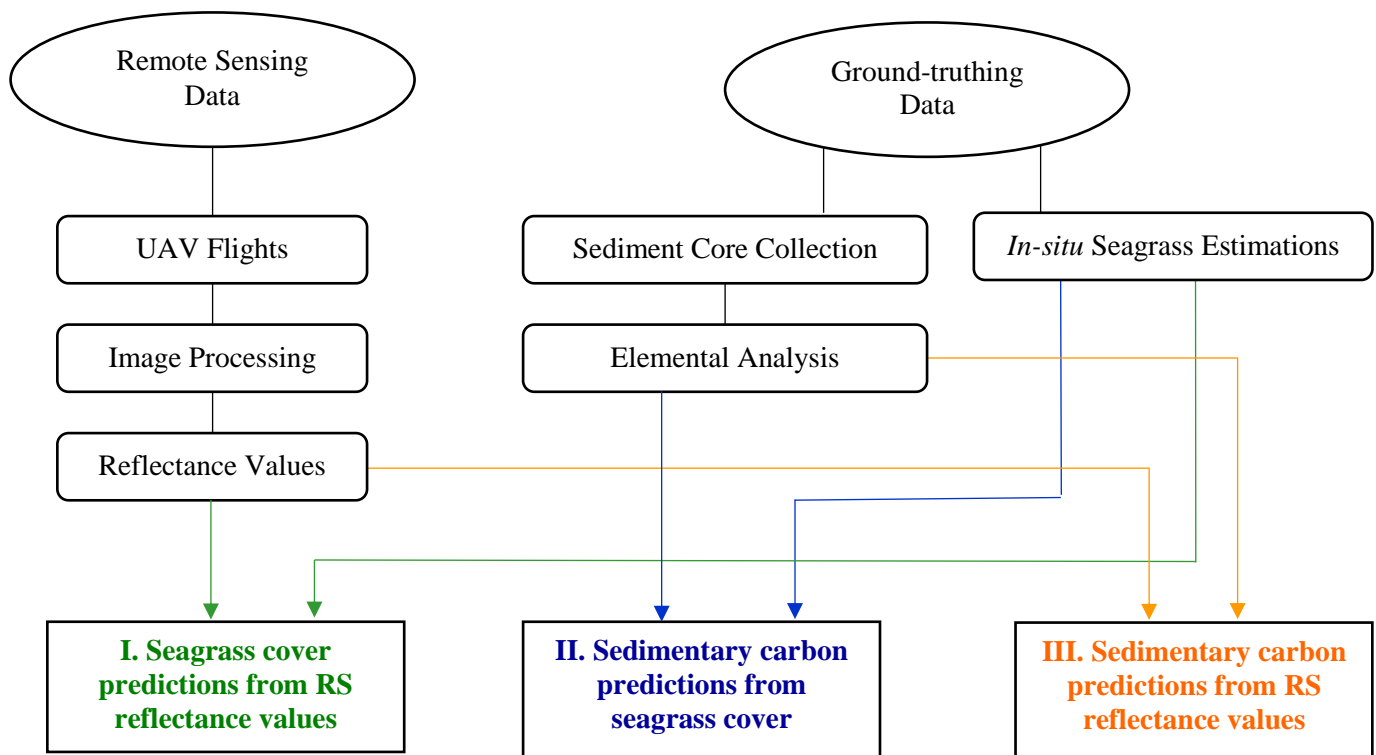 Remote Sensing
Data
Ground-truthing
Data
UAV Flights
Sediment Core Collection
In-situ Seagrass Estimations
Image Processing
Elemental Analysis
Reflectance Values
I. Seagrass cover
predictions from RS
reflectance values
II. Sedimentary carbon
predictions from
seagrass cover
III. Sedimentary carbon
predictions from RS
reflectance values